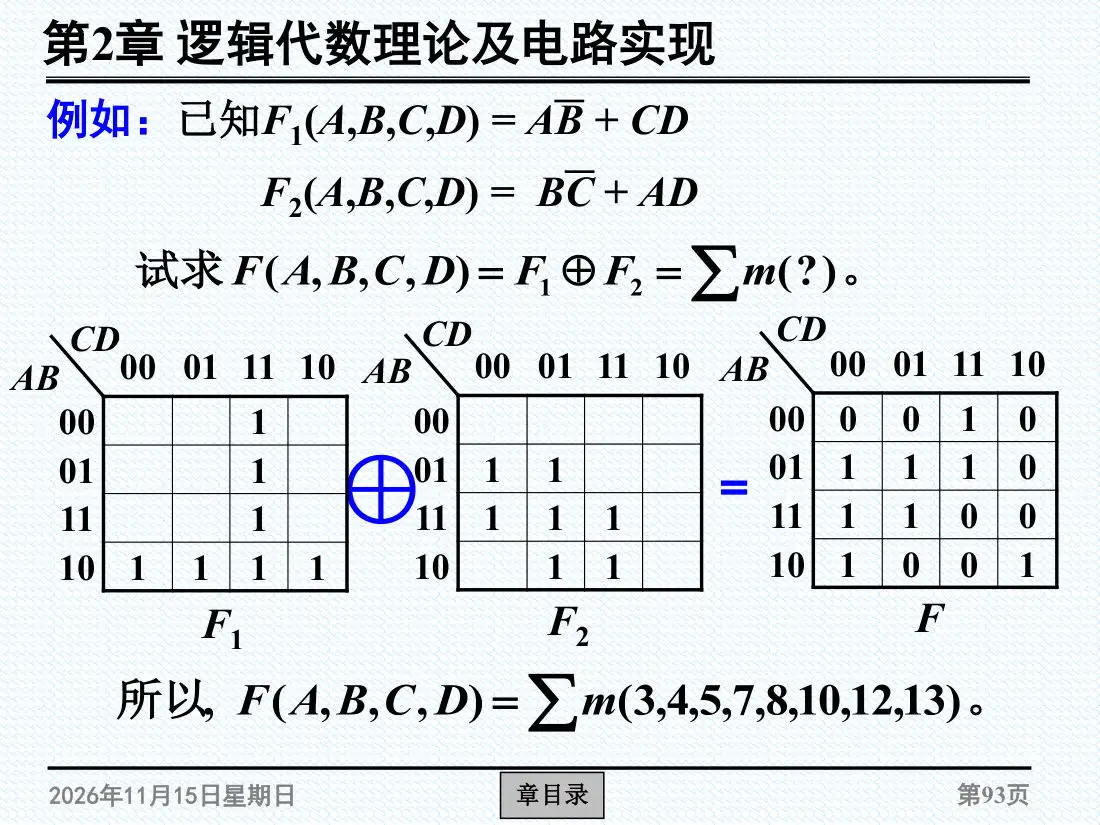 第2章 逻辑代数理论及电路实现
例如：已知F₁(A,B,C,D) = AB̅ + CD
F₂(A,B,C,D) = BC̅ + AD
试求 F(A,B,C,D) = F₁ ⊕ F₂ = ∑m(?)。
CD
AB 00 01 11 10
00 1
01 1
11 1
10 1 1 1 1
F₁
⊕
CD
AB 00 01 11 10
00
01 1 1
11 1 1 1
10 1 1
F₂
=
CD
AB 00 01 11 10
00 0 0 1 0
01 1 1 1 0
11 1 1 0 0
10 1 0 0 1
F
所以, F(A,B,C,D) = ∑m(3,4,5,7,8,10,12,13)。
2026年11月15日星期日 章目录 第93页